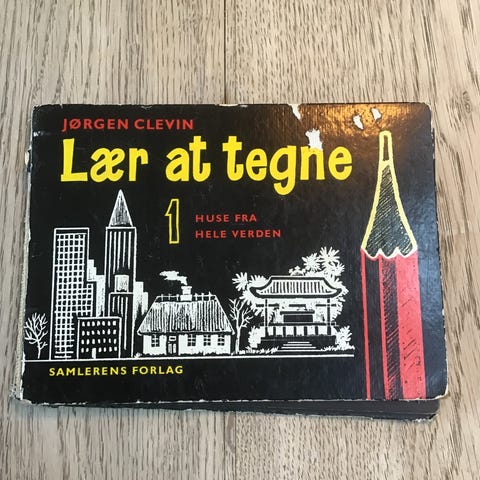 JØRGEN CLEVIN
Lær at tegne
1
HUSE FRA
HELE VERDEN
SAMLERENS FORLAG